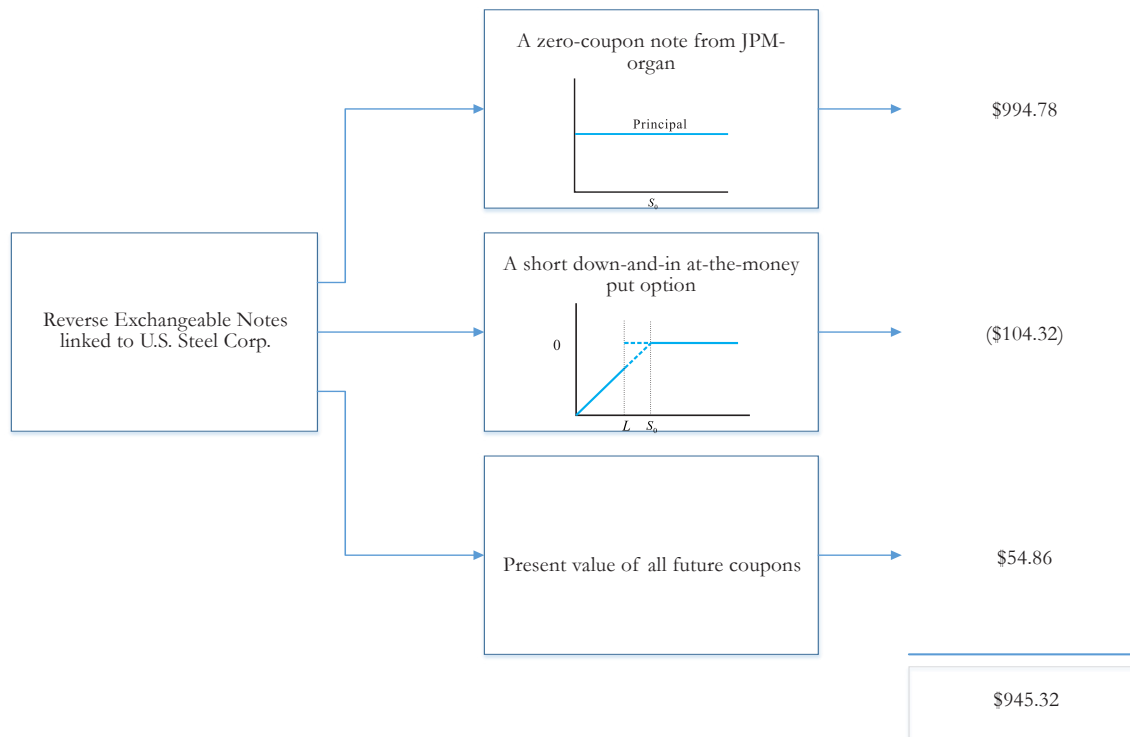 Reverse Exchangeable Notes
linked to U.S. Steel Corp.
A zero-coupon note from JPM-
organ
Principal
S₀
$994.78
A short down-and-in at-the-money
put option
0
L S₀
($104.32)
Present value of all future coupons
$54.86
$945.32